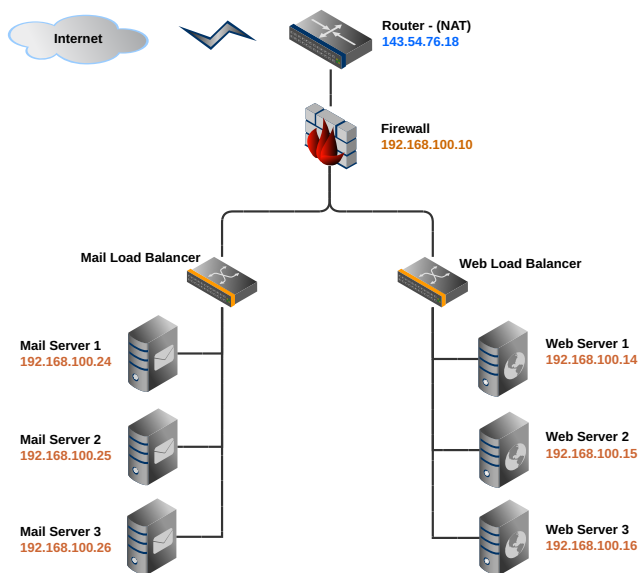 Internet
Router - (NAT)
143.54.76.18
Firewall
192.168.100.10
Mail Load Balancer
Web Load Balancer
Mail Server 1
192.168.100.24
Web Server 1
192.168.100.14
Mail Server 2
192.168.100.25
Web Server 2
192.168.100.15
Mail Server 3
192.168.100.26
Web Server 3
192.168.100.16